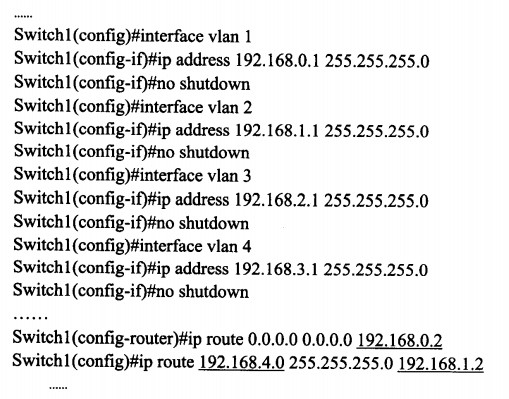 ......
Switch1(config)#interface vlan 1
Switch1(config-if)#ip address 192.168.0.1 255.255.255.0
Switch1(config-if)#no shutdown
Switch1(config)#interface vlan 2
Switch1(config-if)#ip address 192.168.1.1 255.255.255.0
Switch1(config-if)#no shutdown
Switch1(config)#interface vlan 3
Switch1(config-if)#ip address 192.168.2.1 255.255.255.0
Switch1(config-if)#no shutdown
Switch1(config)#interface vlan 4
Switch1(config-if)#ip address 192.168.3.1 255.255.255.0
Switch1(config-if)#no shutdown
......
Switch1(config-router)#ip route 0.0.0.0 0.0.0.0 192.168.0.2
Switch1(config)#ip route 192.168.4.0 255.255.255.0 192.168.1.2
......